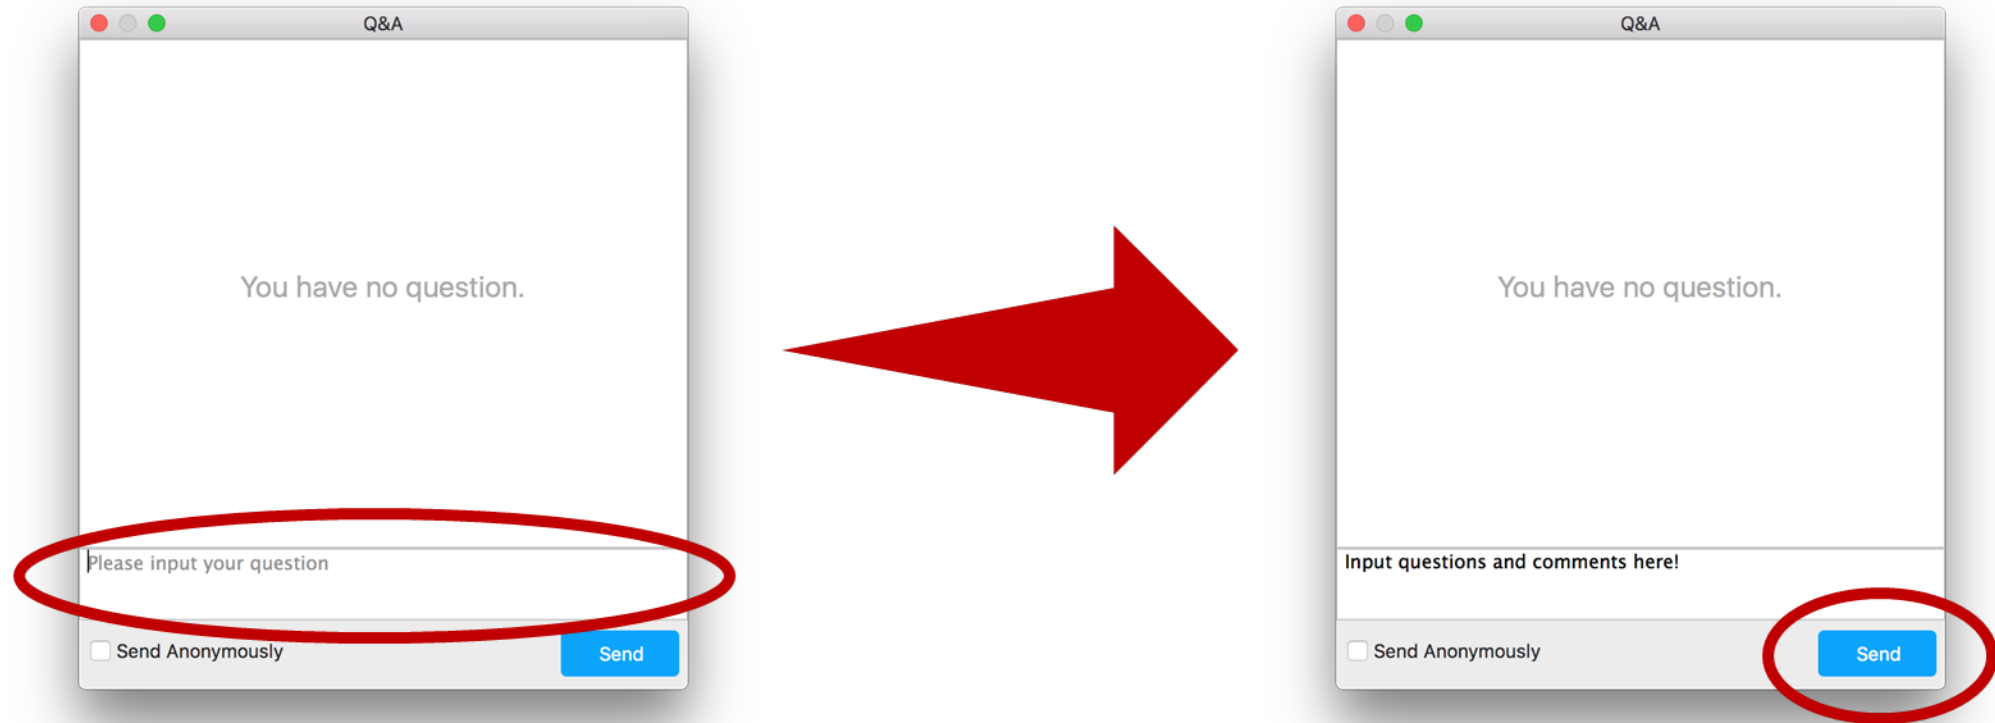 Q&A
You have no question.
Please input your question
Send Anonymously
Send
Q&A
You have no question.
Input questions and comments here!
Send Anonymously
Send